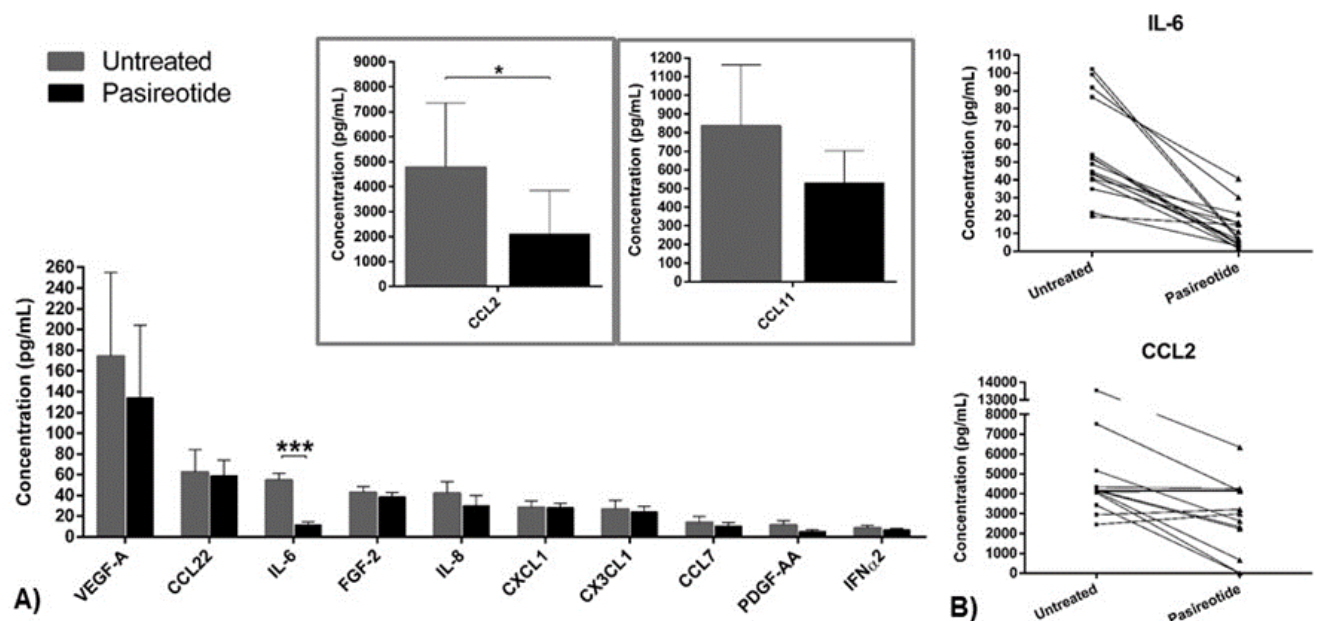 Untreated
Pasireotide
Concentration (pg/mL)
9000
8000
7000
6000
5000
4000
3000
2000
1000
0
*
CCL2
Concentration (pg/mL)
1200
1100
1000
900
800
700
600
500
400
300
200
100
0
CCL11
Concentration (pg/mL)
260
240
220
200
180
160
140
120
100
80
60
40
20
0
***
VEGF-A
CCL22
IL-6
FGF-2
IL-8
CXCL1
CX3CL1
CCL7
PDGF-AA
IFNα2
A)
IL-6
Concentration (pg/mL)
110
100
90
80
70
60
50
40
30
20
10
0
Untreated
Pasireotide
CCL2
Concentration (pg/mL)
14000
13000
8000
7000
6000
5000
4000
3000
2000
1000
0
Untreated
Pasireotide
B)